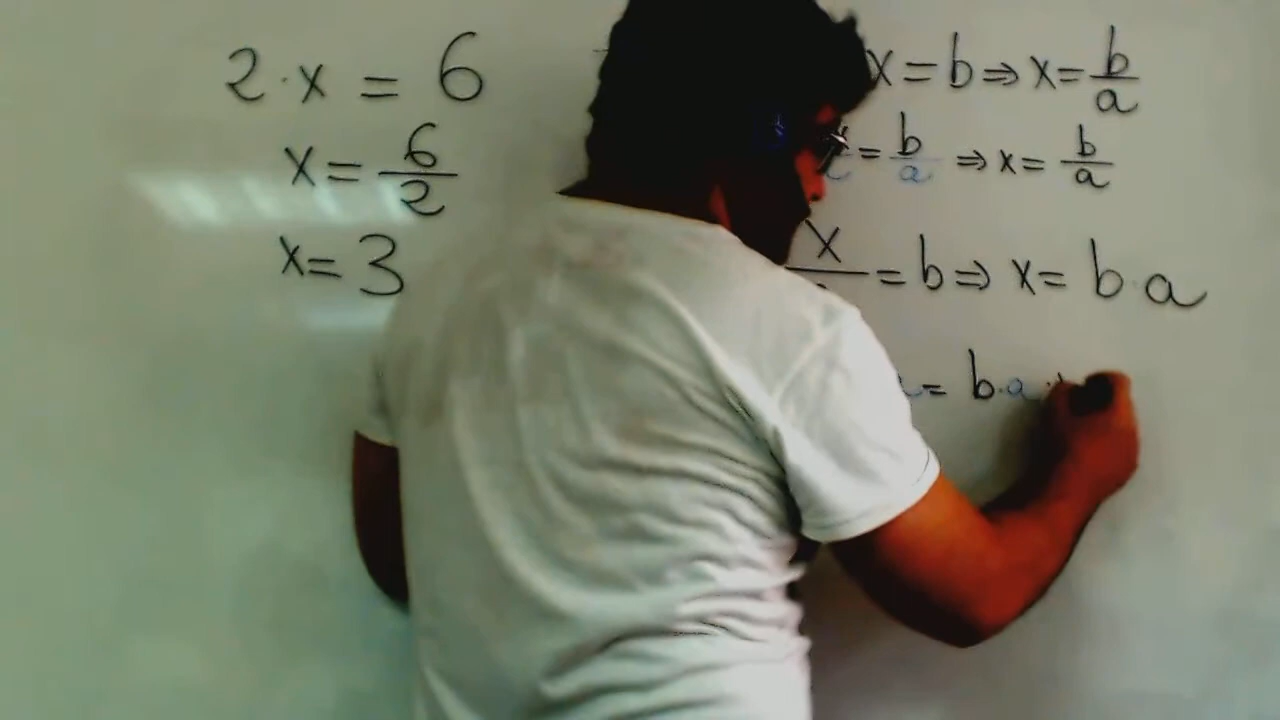 2·x = 6
x = 6/2
x = 3
x = b ⇒ x = b/a
= b/a ⇒ x = b/a
x = b ⇒ x = b·a
= b·a